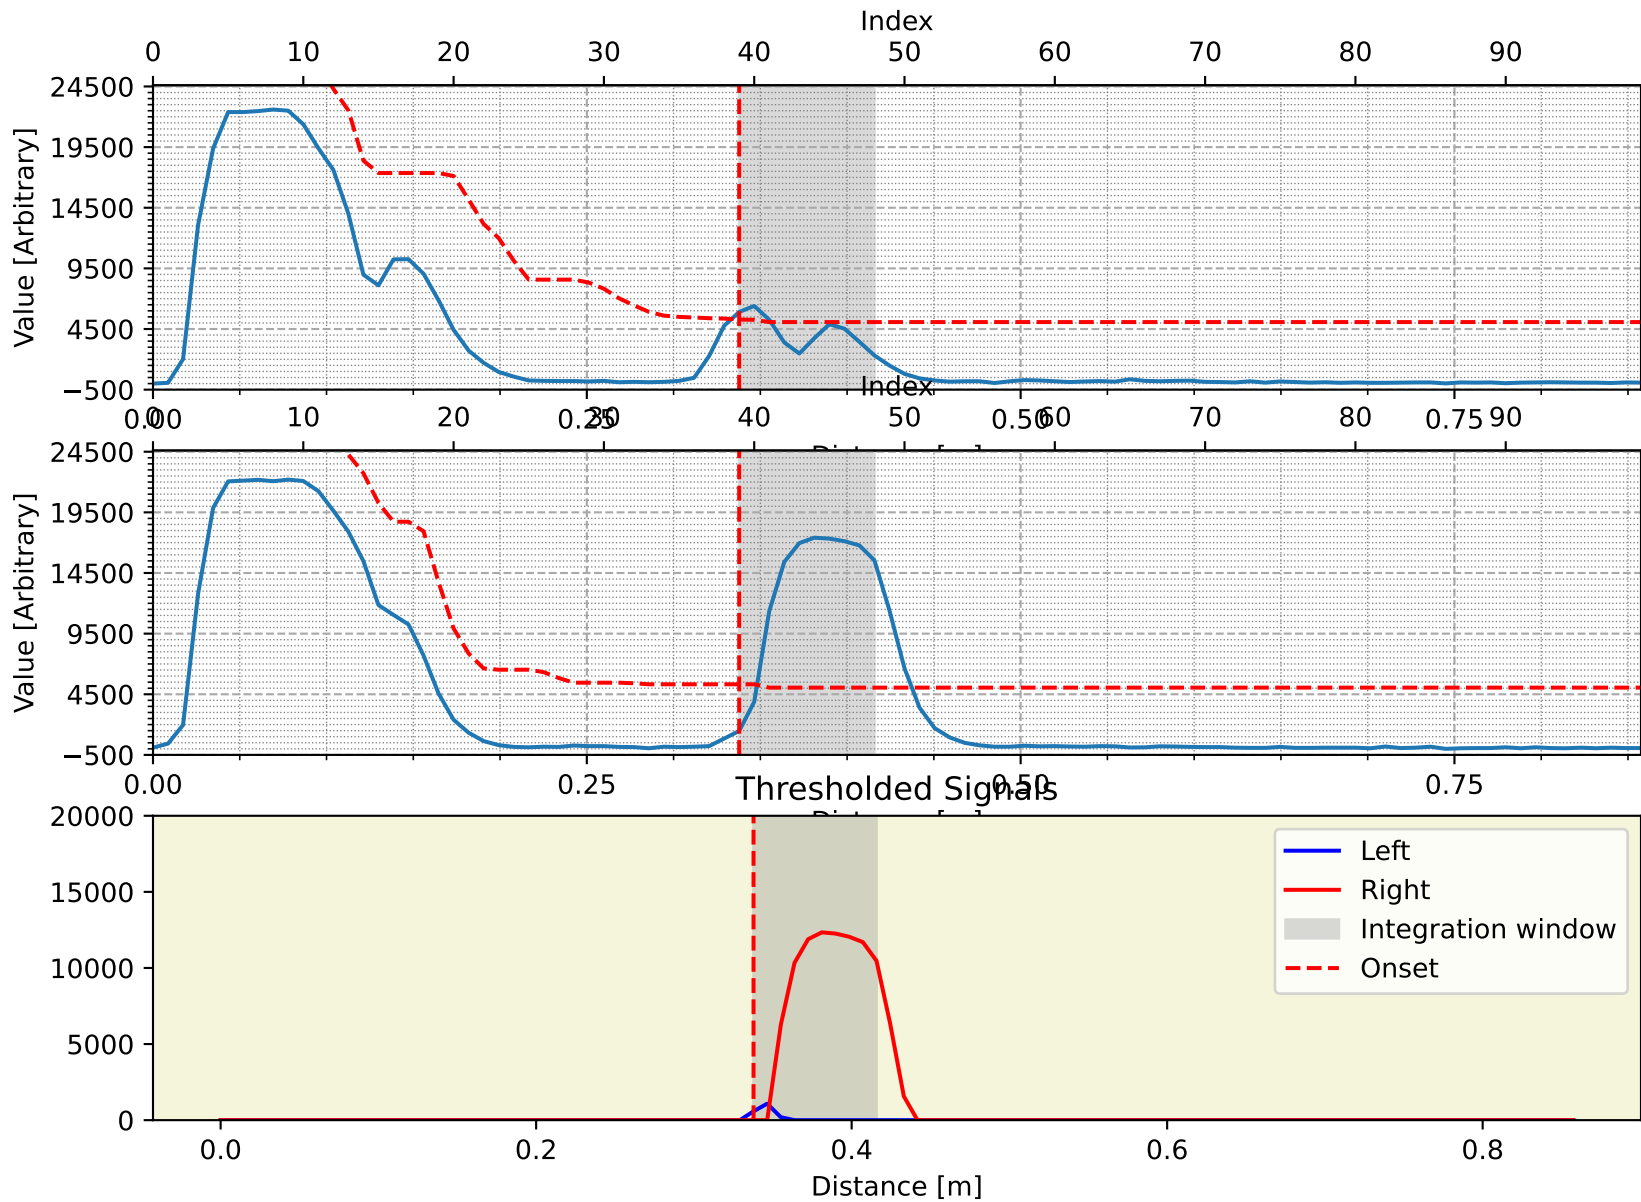 Index
0 10 20 30 40 50 60 70 80 90
24500
19500
14500
9500
4500
−500
Value [Arbitrary]
Index
0.00 0.25 0.50 0.75
0 10 20 30 40 50 60 70 80 90
24500
19500
14500
9500
4500
−500
Value [Arbitrary]
0.00 0.25 0.50 0.75
Thresholded Signals
20000
15000
10000
5000
0
Left
Right
Integration window
Onset
0.0 0.2 0.4 0.6 0.8
Distance [m]